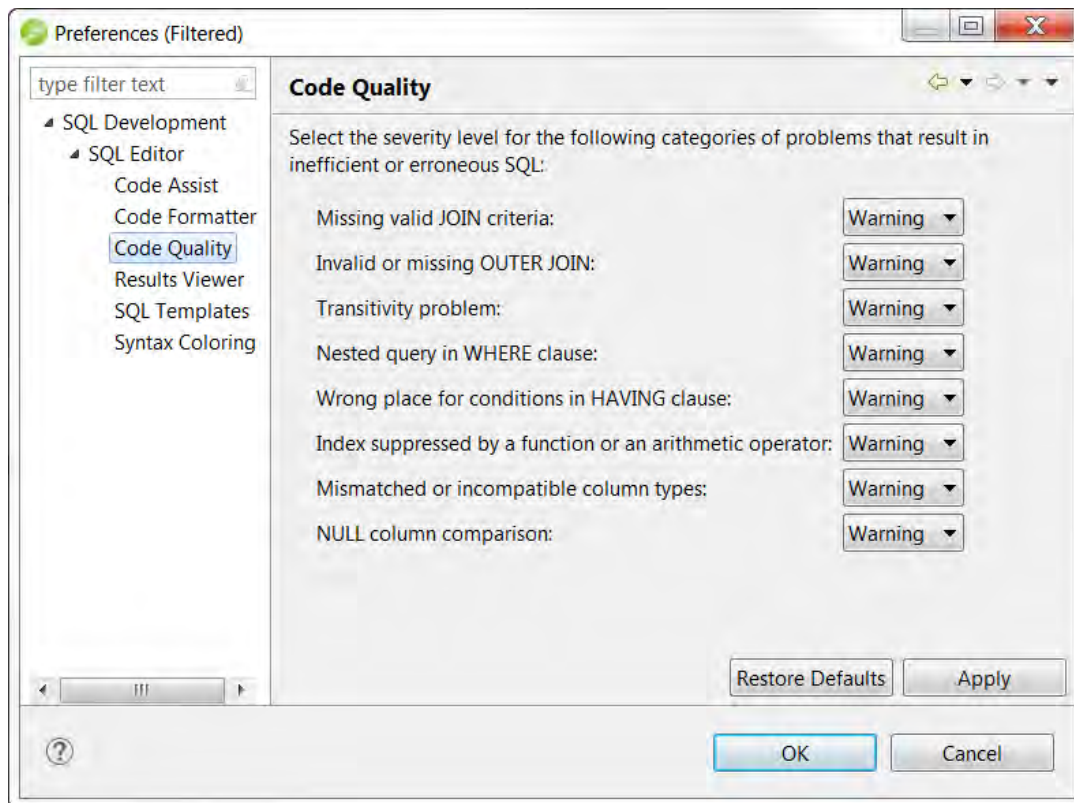 Preferences (Filtered)
type filter text
SQL Development
SQL Editor
Code Assist
Code Formatter
Code Quality
Results Viewer
SQL Templates
Syntax Coloring
Code Quality
Select the severity level for the following categories of problems that result in
inefficient or erroneous SQL:
Missing valid JOIN criteria: Warning
Invalid or missing OUTER JOIN: Warning
Transitivity problem: Warning
Nested query in WHERE clause: Warning
Wrong place for conditions in HAVING clause: Warning
Index suppressed by a function or an arithmetic operator: Warning
Mismatched or incompatible column types: Warning
NULL column comparison: Warning
Restore Defaults Apply
OK Cancel